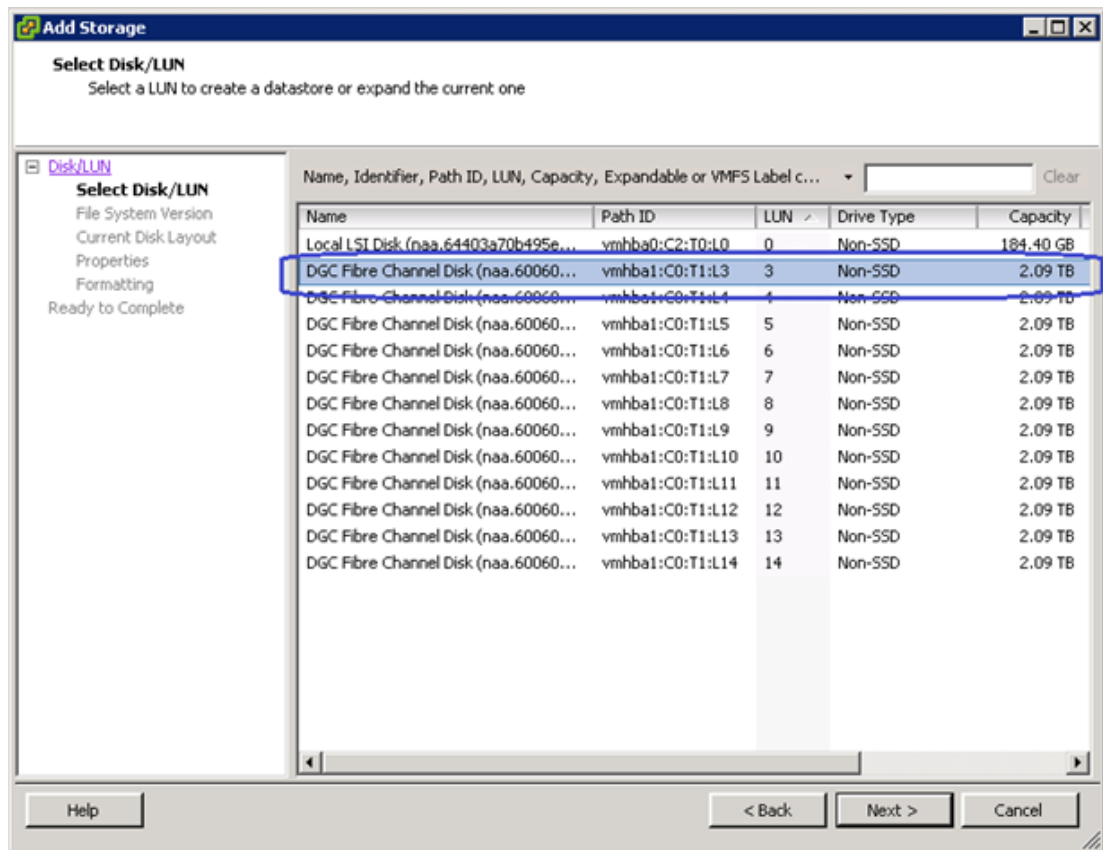 Add Storage
Select Disk/LUN
Select a LUN to create a datastore or expand the current one
Disk/LUN
Select Disk/LUN
File System Version
Current Disk Layout
Properties
Formatting
Ready to Complete
Name, Identifier, Path ID, LUN, Capacity, Expandable or VMFS Label c... Clear
Name Path ID LUN Drive Type Capacity
Local LSI Disk (naa.64403a70b495e... vmhba0:C2:T0:L0 0 Non-SSD 184.40 GB
DGC Fibre Channel Disk (naa.60060... vmhba1:C0:T1:L3 3 Non-SSD 2.09 TB
DGC Fibre Channel Disk (naa.60060... vmhba1:C0:T1:L4 4 Non-SSD 2.09 TB
DGC Fibre Channel Disk (naa.60060... vmhba1:C0:T1:L5 5 Non-SSD 2.09 TB
DGC Fibre Channel Disk (naa.60060... vmhba1:C0:T1:L6 6 Non-SSD 2.09 TB
DGC Fibre Channel Disk (naa.60060... vmhba1:C0:T1:L7 7 Non-SSD 2.09 TB
DGC Fibre Channel Disk (naa.60060... vmhba1:C0:T1:L8 8 Non-SSD 2.09 TB
DGC Fibre Channel Disk (naa.60060... vmhba1:C0:T1:L9 9 Non-SSD 2.09 TB
DGC Fibre Channel Disk (naa.60060... vmhba1:C0:T1:L10 10 Non-SSD 2.09 TB
DGC Fibre Channel Disk (naa.60060... vmhba1:C0:T1:L11 11 Non-SSD 2.09 TB
DGC Fibre Channel Disk (naa.60060... vmhba1:C0:T1:L12 12 Non-SSD 2.09 TB
DGC Fibre Channel Disk (naa.60060... vmhba1:C0:T1:L13 13 Non-SSD 2.09 TB
DGC Fibre Channel Disk (naa.60060... vmhba1:C0:T1:L14 14 Non-SSD 2.09 TB
Help < Back Next > Cancel